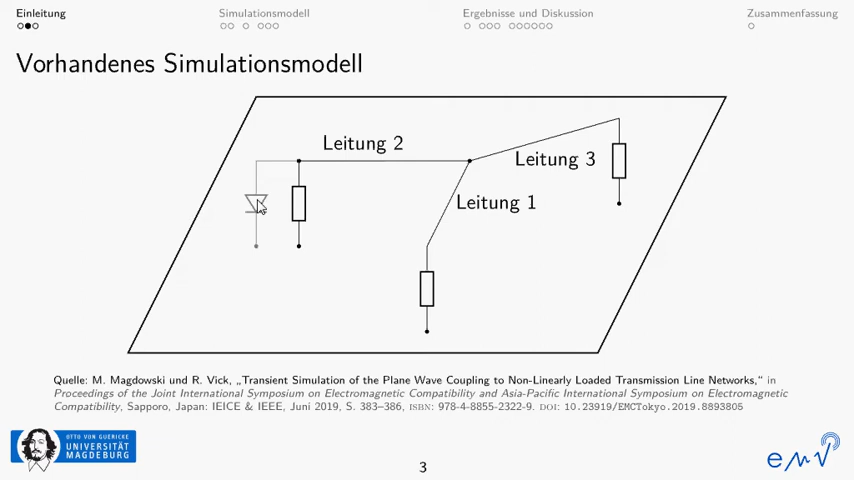 Einleitung
Simulationsmodell
Ergebnisse und Diskussion
Zusammenfassung
Vorhandenes Simulationsmodell
Leitung 2
Leitung 3
Leitung 1
Quelle: M. Magdowski und R. Vick, „Transient Simulation of the Plane Wave Coupling to Non-Linearly Loaded Transmission Line Networks,“ in
Proceedings of the Joint International Symposium on Electromagnetic Compatibility and Asia-Pacific International Symposium on Electromagnetic
Compatibility, Sapporo, Japan: IEICE & IEEE, Juni 2019, S. 383–386, ISBN: 978-4-8855-2322-9. DOI: 10.23919/EMCTokyo.2019.8893805
OTTO VON GUERICKE
UNIVERSITÄT
MAGDEBURG
3
emv